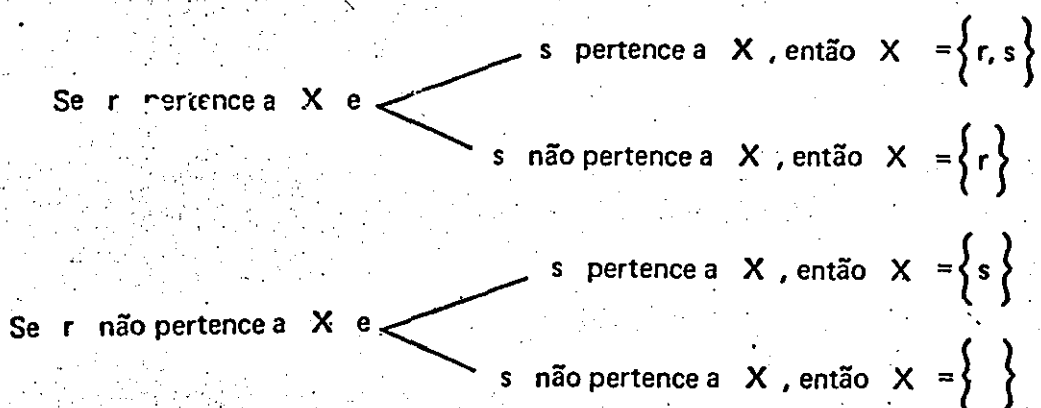 s pertence a X , então X = { r, s }
Se r pertence a X e
s não pertence a X , então X = { r }
s pertence a X , então X = { s }
Se r não pertence a X e
s não pertence a X , então X = { }